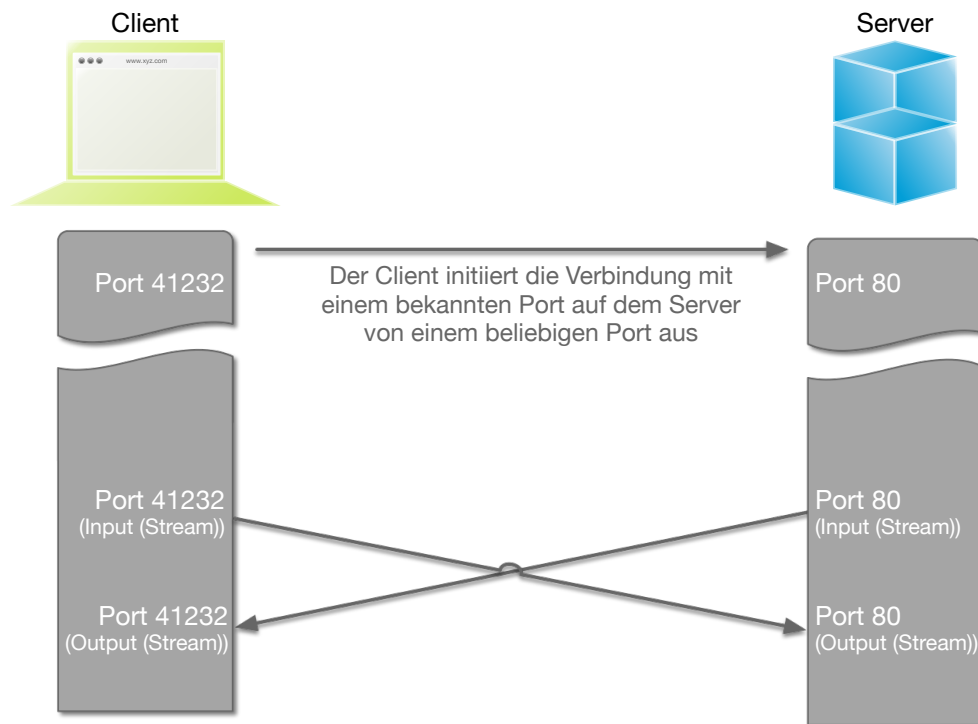 Client
Server
www.xyz.com
Port 41232
Der Client initiiert die Verbindung mit
einem bekannten Port auf dem Server
von einem beliebigen Port aus
Port 80
Port 41232
(Input (Stream))
Port 80
(Input (Stream))
Port 41232
(Output (Stream))
Port 80
(Output (Stream))